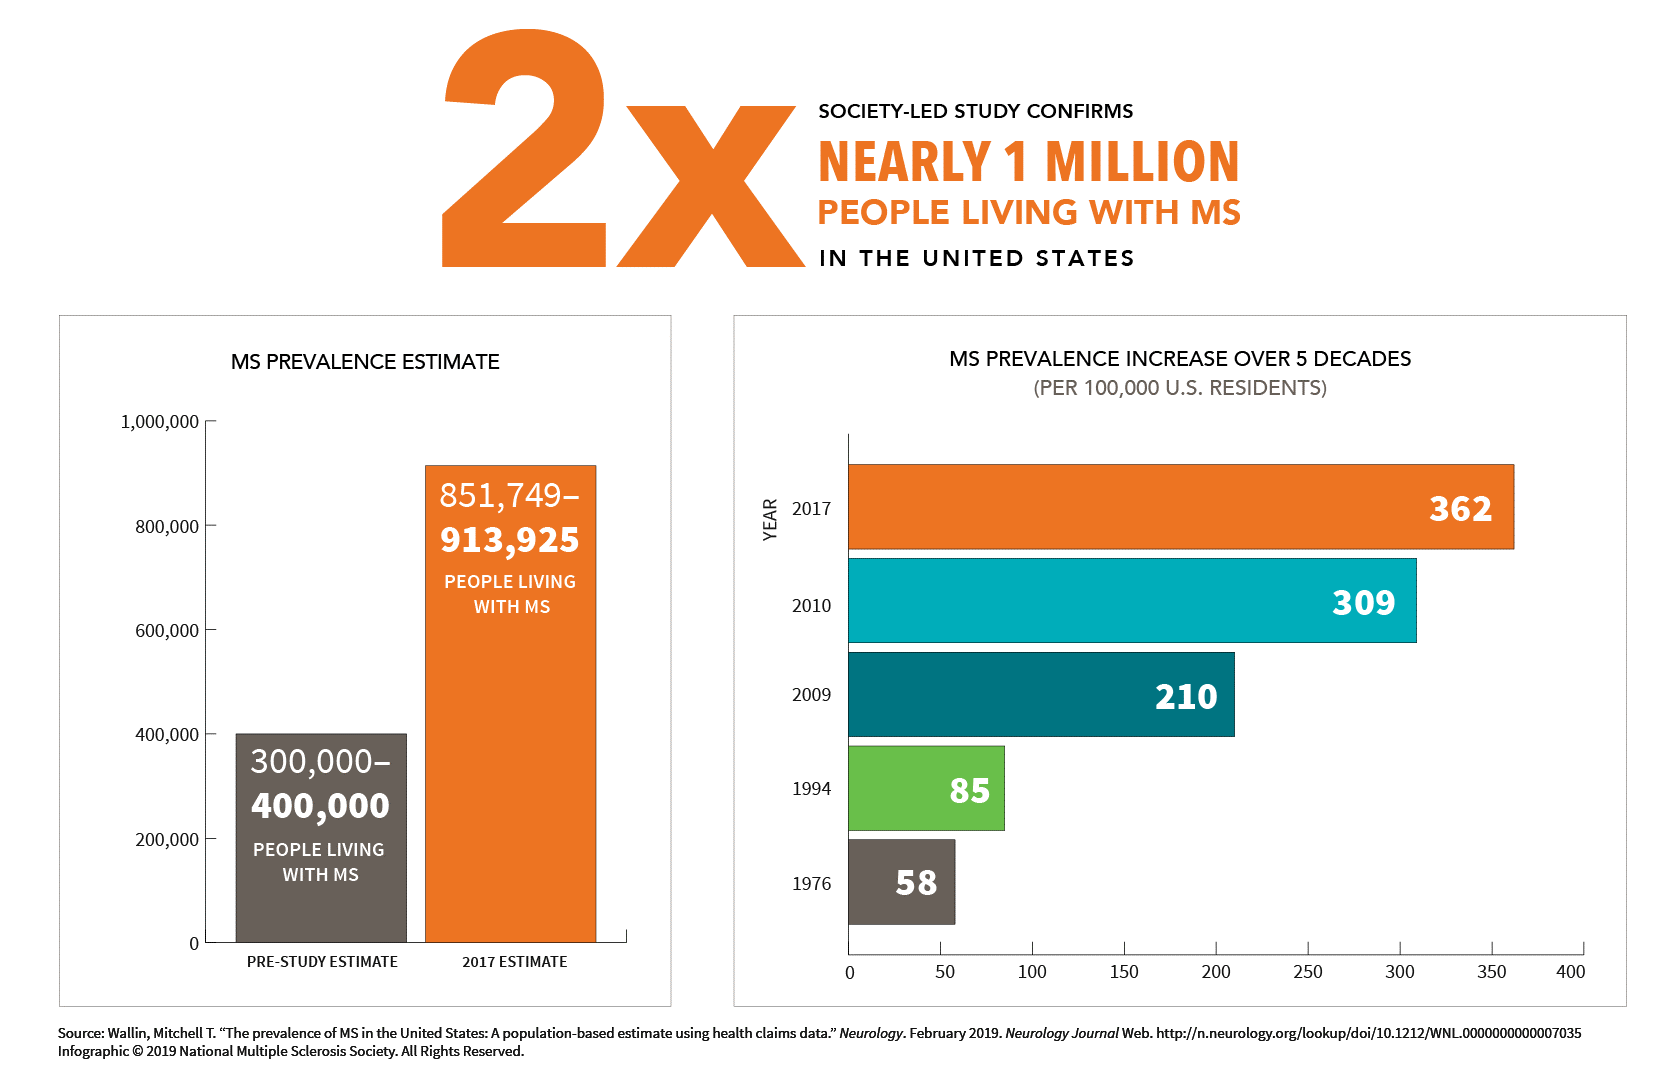 2x
SOCIETY-LED STUDY CONFIRMS
NEARLY 1 MILLION
PEOPLE LIVING WITH MS
IN THE UNITED STATES
MS PREVALENCE ESTIMATE
1,000,000
800,000
600,000
400,000
200,000
0
300,000–
400,000
PEOPLE LIVING
WITH MS
851,749–
913,925
PEOPLE LIVING
WITH MS
PRE-STUDY ESTIMATE
2017 ESTIMATE
MS PREVALENCE INCREASE OVER 5 DECADES
(PER 100,000 U.S. RESIDENTS)
YEAR
2017 362
2010 309
2009 210
1994 85
1976 58
0 50 100 150 200 250 300 350 400
Source: Wallin, Mitchell T. “The prevalence of MS in the United States: A population-based estimate using health claims data.” Neurology. February 2019. Neurology Journal Web. http://n.neurology.org/lookup/doi/10.1212/WNL.0000000000007035
Infographic © 2019 National Multiple Sclerosis Society. All Rights Reserved.